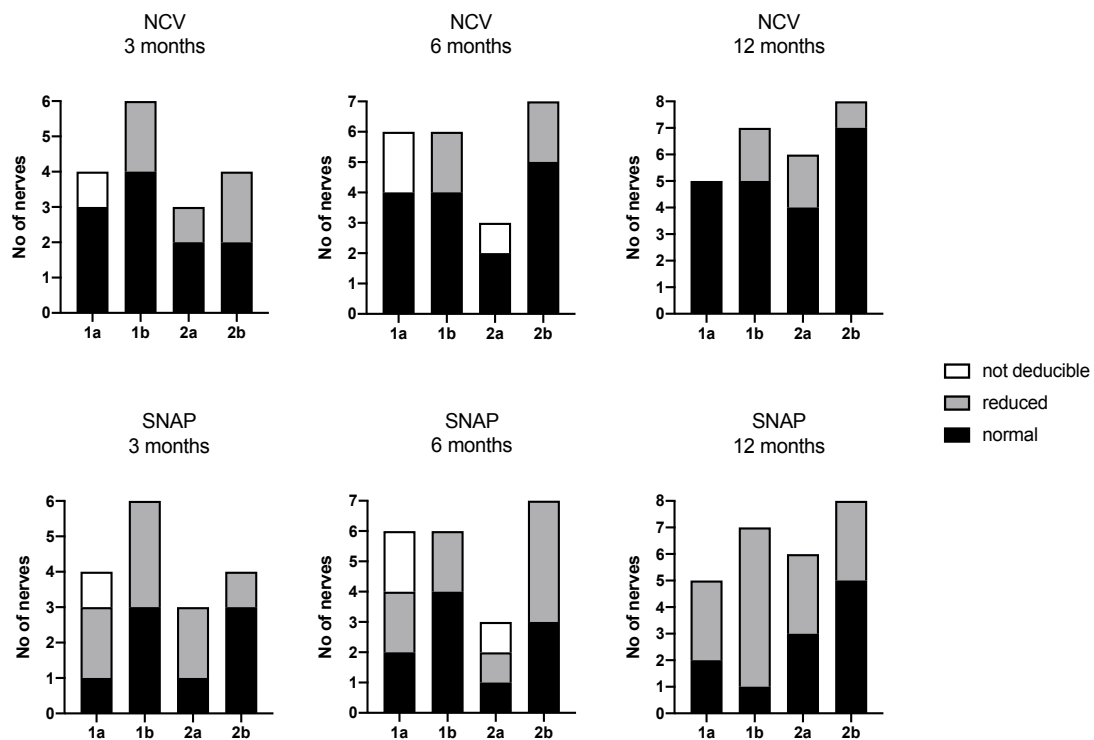 NCV
3 months
NCV
6 months
NCV
12 months
No of nerves
6
5
4
3
2
1
0
1a 1b 2a 2b
No of nerves
7
6
5
4
3
2
1
0
1a 1b 2a 2b
No of nerves
8
7
6
5
4
3
2
1
0
1a 1b 2a 2b
not deducible
reduced
normal
SNAP
3 months
SNAP
6 months
SNAP
12 months
No of nerves
6
5
4
3
2
1
0
1a 1b 2a 2b
No of nerves
7
6
5
4
3
2
1
0
1a 1b 2a 2b
No of nerves
8
7
6
5
4
3
2
1
0
1a 1b 2a 2b